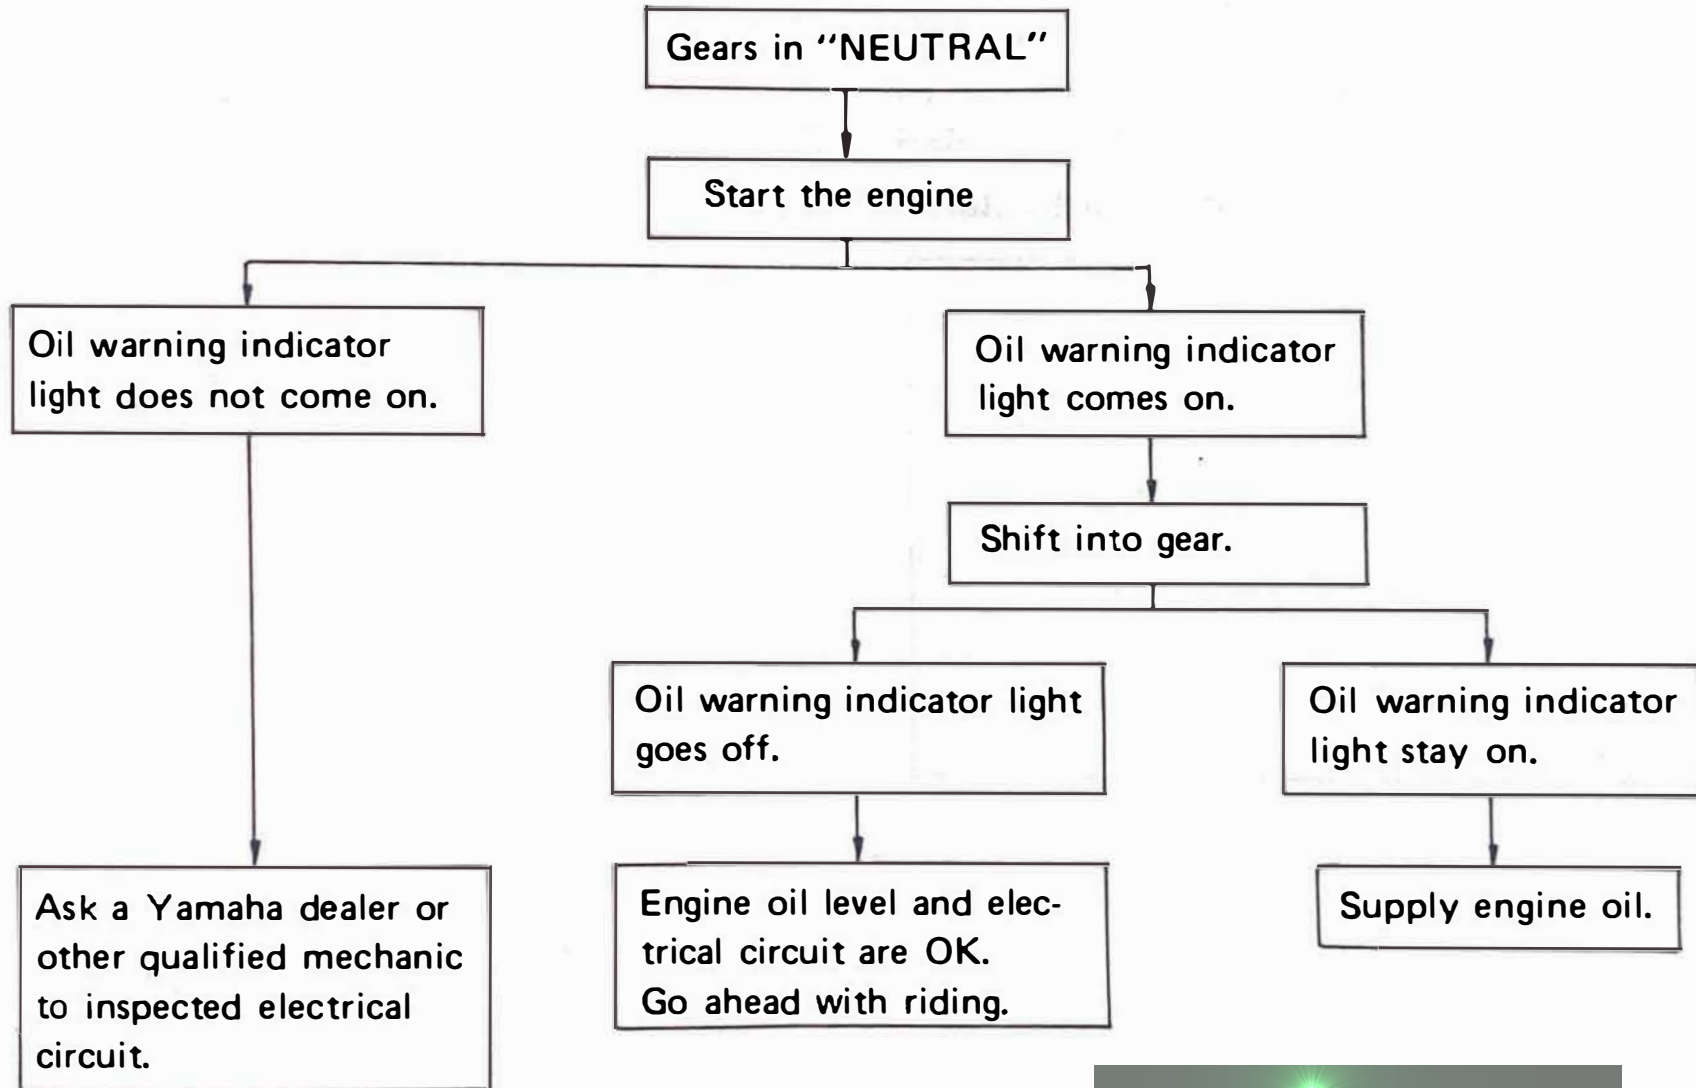 Gears in “NEUTRAL”
Start the engine
Oil warning indicator
light does not come on.
Oil warning indicator
light comes on.
Shift into gear.
Oil warning indicator light
goes off.
Oil warning indicator
light stay on.
Ask a Yamaha dealer or
other qualified mechanic
to inspected electrical
circuit.
Engine oil level and elec-
trical circuit are OK.
Go ahead with riding.
Supply engine oil.